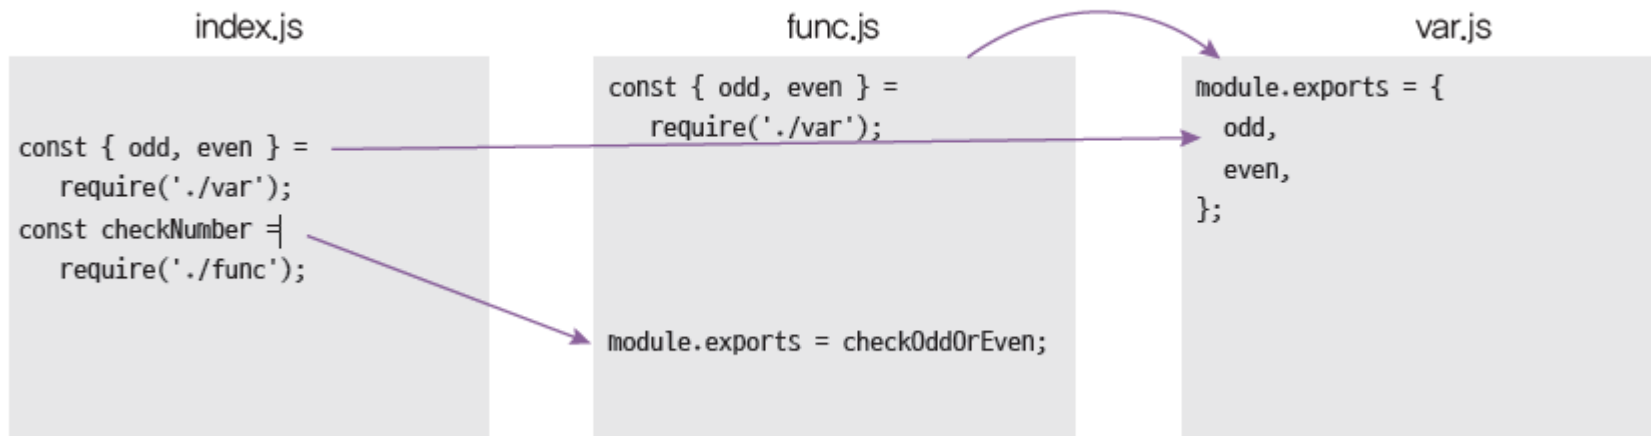 index.js
const { odd, even } =
require('./var');
const checkNumber =
require('./func');
func.js
const { odd, even } =
require('./var');
module.exports = checkOddOrEven;
var.js
module.exports = {
odd,
even,
};